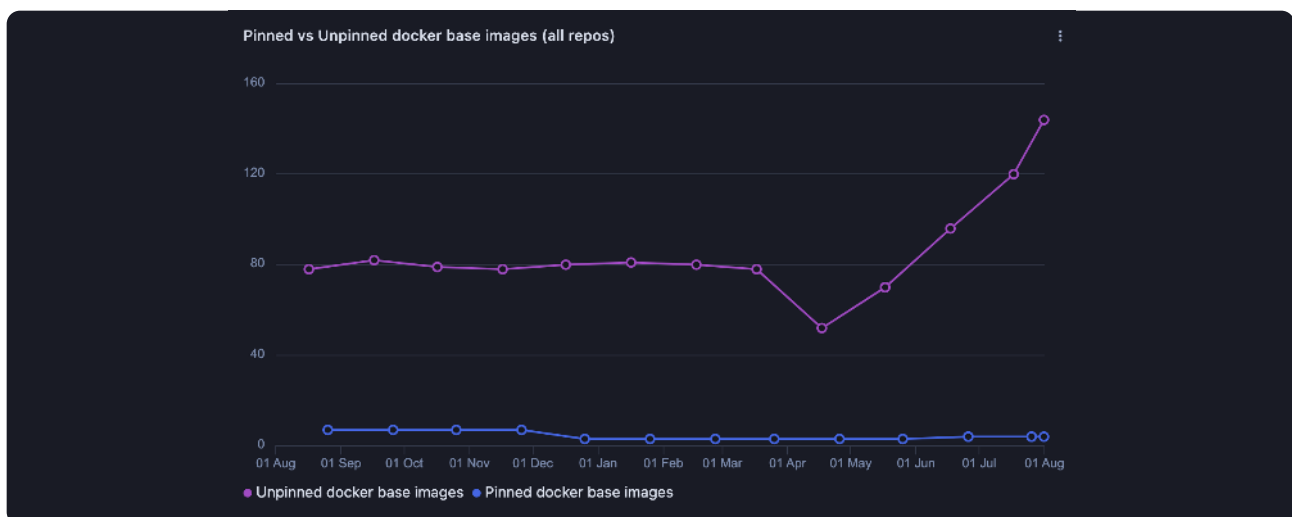 Pinned vs Unpinned docker base images (all repos)
160
120
80
40
0
01 Aug 01 Sep 01 Oct 01 Nov 01 Dec 01 Jan 01 Feb 01 Mar 01 Apr 01 May 01 Jun 01 Jul 01 Aug
Unpinned docker base images Pinned docker base images